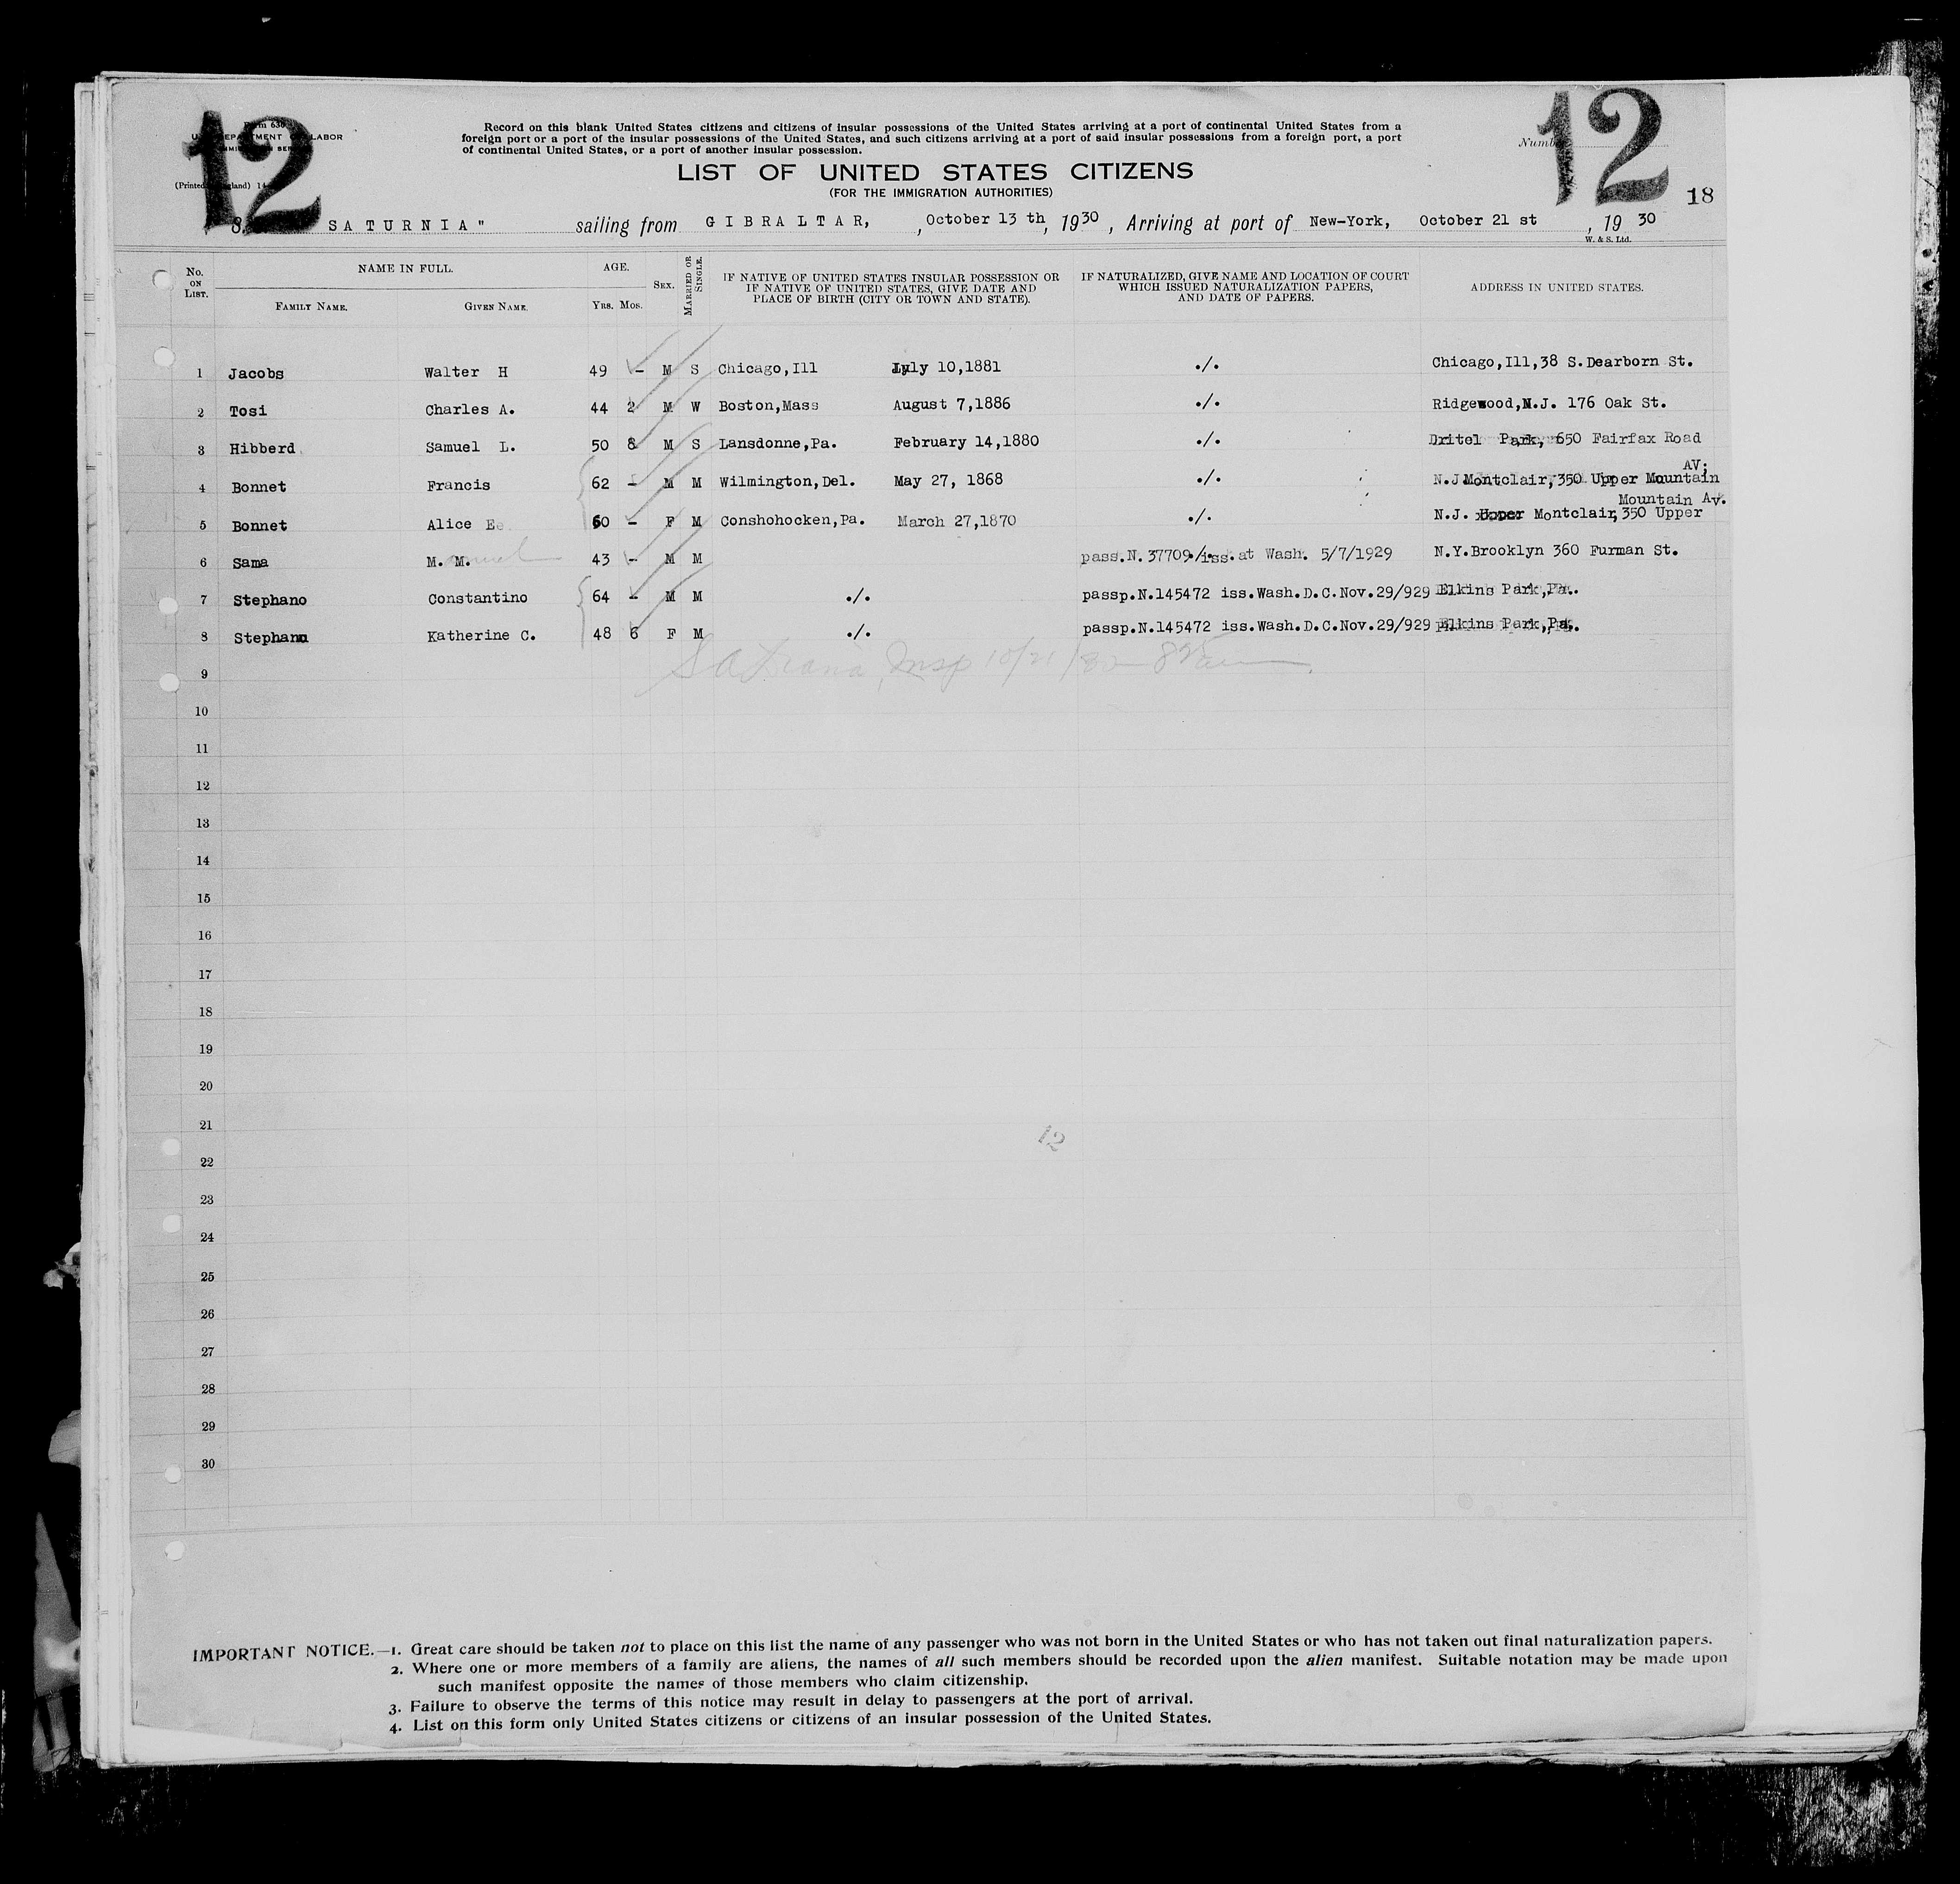 12
12
LABOR
Record on this blank United States citizens and citizens of insular possessions of the United States arriving at a port of continental United States from a
foreign port or a port of the insular possessions of the United States, and such citizens arriving at a port of said insular possessions from a foreign port, a port
of continental United States, or a port of another insular possession.
LIST OF UNITED STATES CITIZENS
(FOR THE IMMIGRATION AUTHORITIES)
18
SATURNIA" sailing from GIBRALTAR, , October 13 th, 1930, Arriving at port of New-York, October 21 st , 19 30
W. & S. Ltd.
No. ON LIST.
NAME IN FULL.
FAMILY NAME. GIVEN NAME.
AGE.
YRS. MOS.
SEX.
MARRIED OR SINGLE.
IF NATIVE OF UNITED STATES INSULAR POSSESSION OR
IF NATIVE OF UNITED STATES, GIVE DATE AND
PLACE OF BIRTH (CITY OR TOWN AND STATE).
IF NATURALIZED, GIVE NAME AND LOCATION OF COURT
WHICH ISSUED NATURALIZATION PAPERS,
AND DATE OF PAPERS.
ADDRESS IN UNITED STATES.
1 Jacobs Walter H 49 - M S Chicago,Ill July 10,1881 ./. Chicago,Ill,38 S.Dearborn St.
2 Tosi Charles A. 44 2 M W Boston,Mass August 7,1886 ./. Ridgewood,N.J. 176 Oak St.
3 Hibberd Samuel L. 50 8 M S Lansdonne,Pa. February 14,1880 ./. Park, 650 Fairfax Road
AV;
4 Bonnet Francis 62 - M M Wilmington,Del. May 27, 1868 ./. N.J.Montclair,350 Upper Mountain
Mountain Av.
5 Bonnet Alice E 60 - F M Conshohocken,Pa. March 27,1870 ./. N.J. Upper Montclair,350 Upper
6 Sama M. M. 43 - M M pass.N.37709./.iss.at Wash. 5/7/1929 N.Y.Brooklyn 360 Furman St.
7 Stephano Constantino 64 - M M ./. passp.N.145472 iss.Wash.D.C.Nov.29/929 Elkins Park,Pa.
8 Stephano Katherine C. 48 6 F M ./. passp.N.145472 iss.Wash.D.C.Nov.29/929 Elkins Park,Pa.
Insp 10/21/30
9
10
11
12
13
14
15
16
17
18
19
20
21
12
22
23
24
25
26
27
28
29
30
IMPORTANT NOTICE.—1. Great care should be taken not to place on this list the name of any passenger who was not born in the United States or who has not taken out final naturalization papers.
2. Where one or more members of a family are aliens, the names of all such members should be recorded upon the alien manifest. Suitable notation may be made upon
such manifest opposite the names of those members who claim citizenship.
3. Failure to observe the terms of this notice may result in delay to passengers at the port of arrival.
4. List on this form only United States citizens or citizens of an insular possession of the United States.